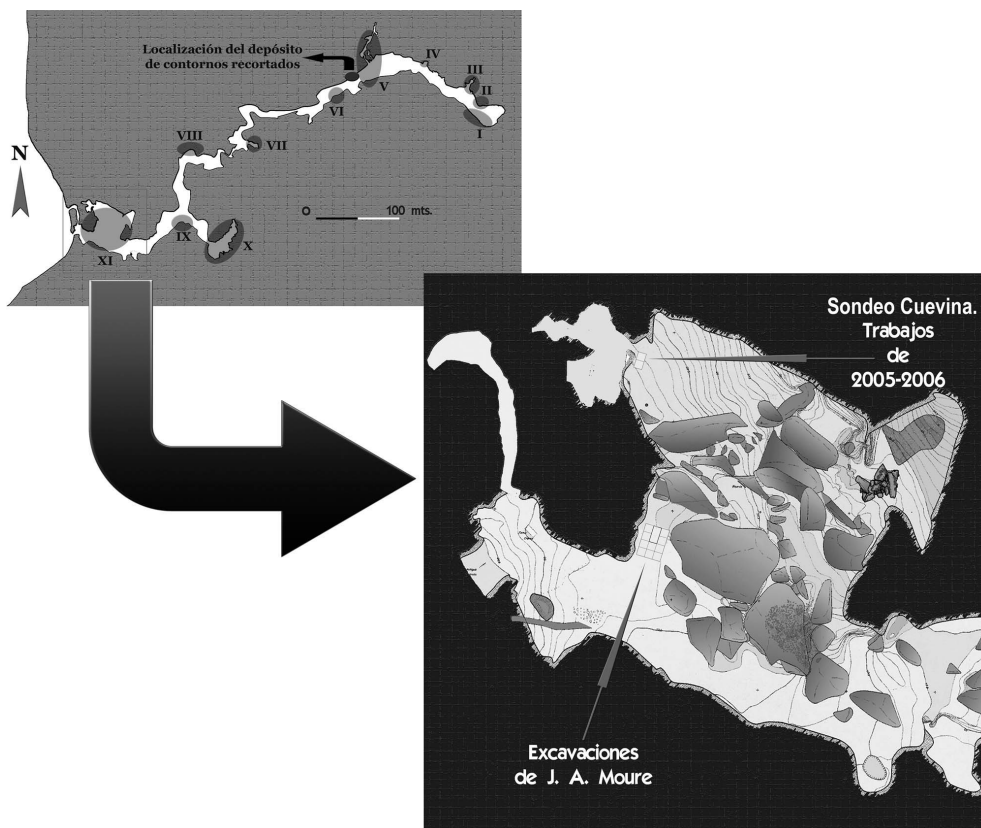 Localización del depósito
de contornos recortados
IV
III
V
II
VI
I
VIII
VII
N
O 100 mts.
IX
X
XI
Sondeo Cuevina.
Trabajos
de
2005-2006
Excavaciones
de J. A. Moure